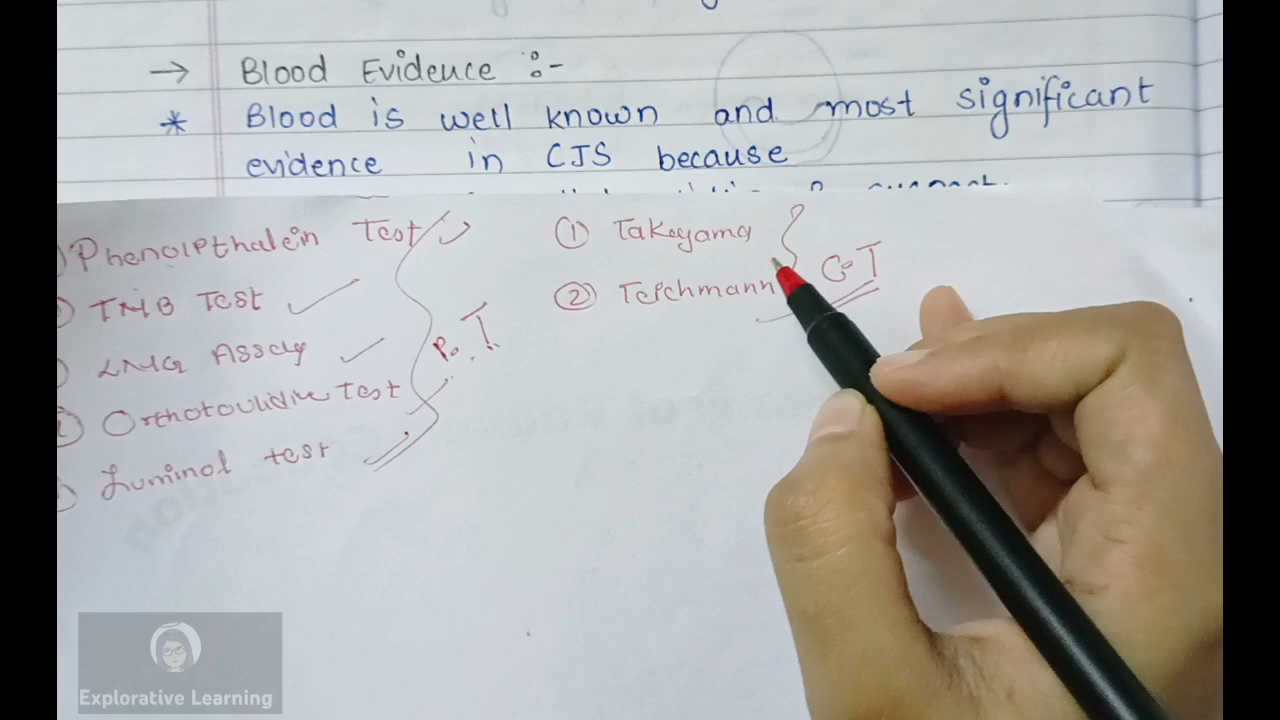 → Blood Evidence :-
* Blood is well known and most significant
evidence in CJS because
Phenolpthalein Test
TMB Test
LMG Assay
Orthotoulidine Test
Luminol test
P.T.
① Takayama
② Teichmann
C.T
Explorative Learning